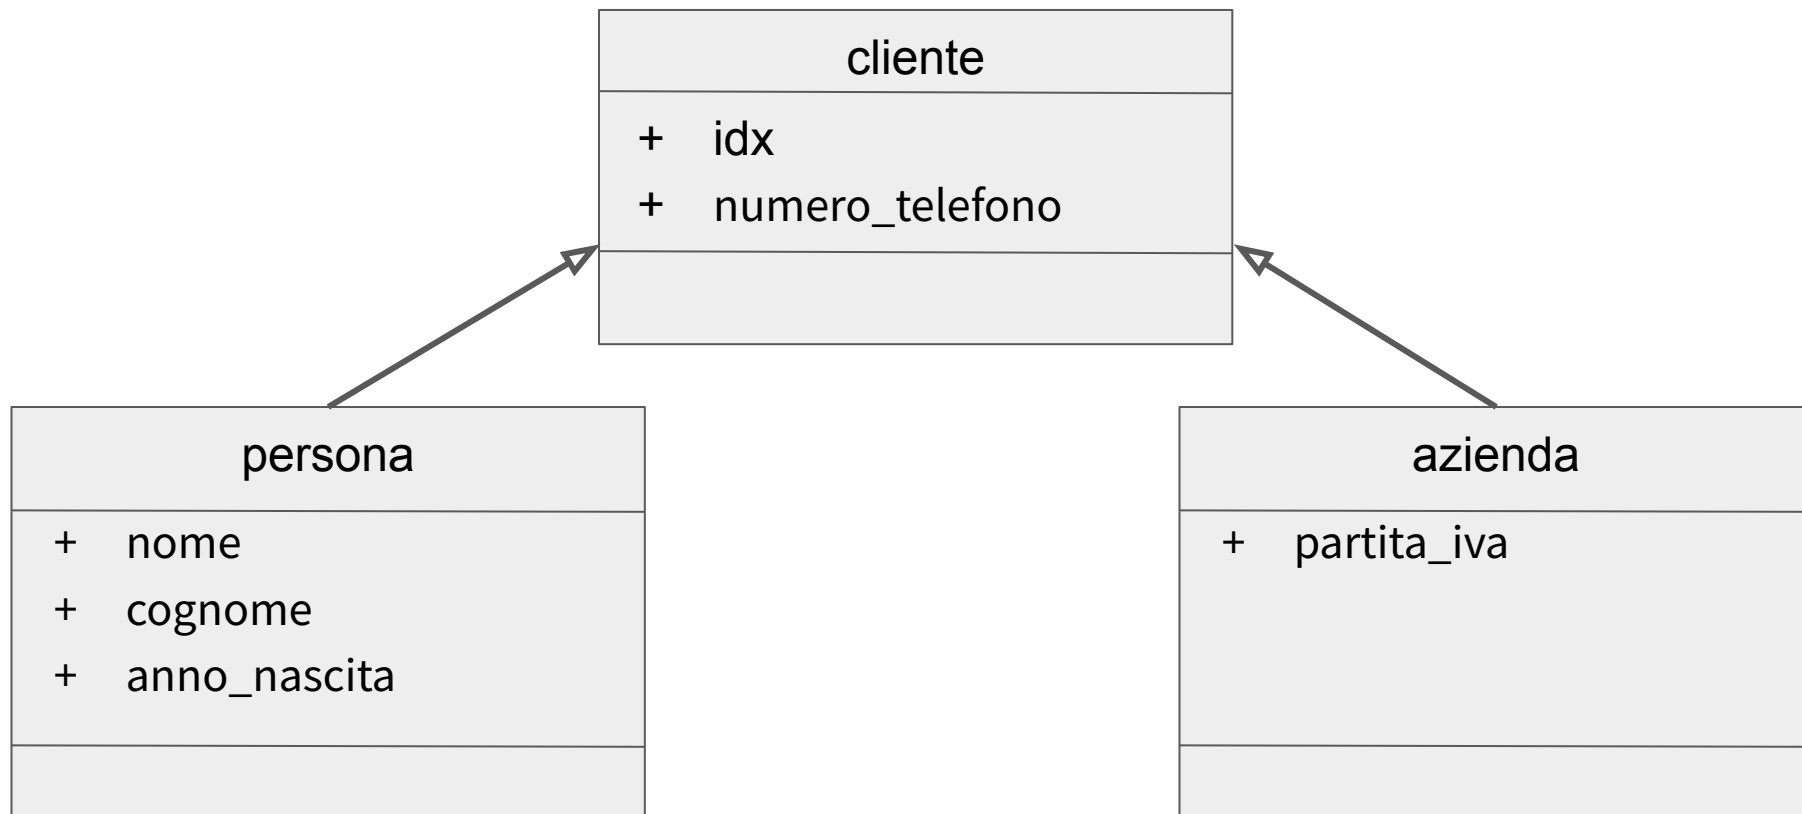 cliente
+ idx
+ numero_telefono
persona
+ nome
+ cognome
+ anno_nascita
azienda
+ partita_iva